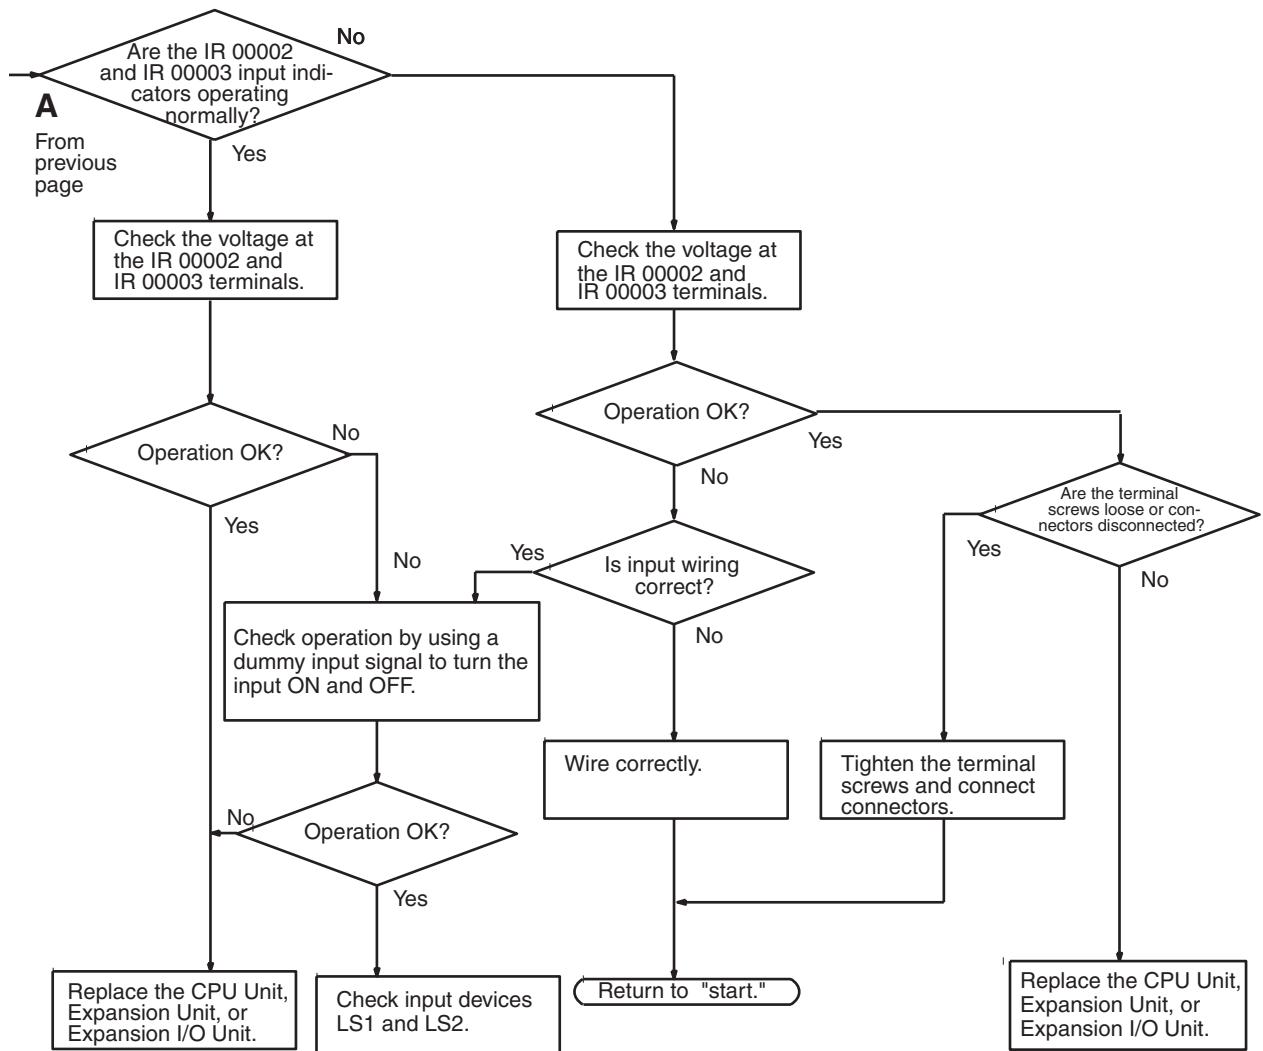 No
Are the IR 00002
and IR 00003 input indi-
cators operating
normally?
A
From
previous
page
Yes
Check the voltage at
the IR 00002 and
IR 00003 terminals.
Check the voltage at
the IR 00002 and
IR 00003 terminals.
Operation OK?
No
Yes
Operation OK?
Yes
No
Are the terminal
screws loose or con-
nectors disconnected?
Yes
No
No
Yes
Is input wiring
correct?
No
Check operation by using a
dummy input signal to turn the
input ON and OFF.
Wire correctly.
Tighten the terminal
screws and connect
connectors.
No
Operation OK?
Yes
Replace the CPU Unit,
Expansion Unit, or
Expansion I/O Unit.
Check input devices
LS1 and LS2.
Return to "start."
Replace the CPU Unit,
Expansion Unit, or
Expansion I/O Unit.